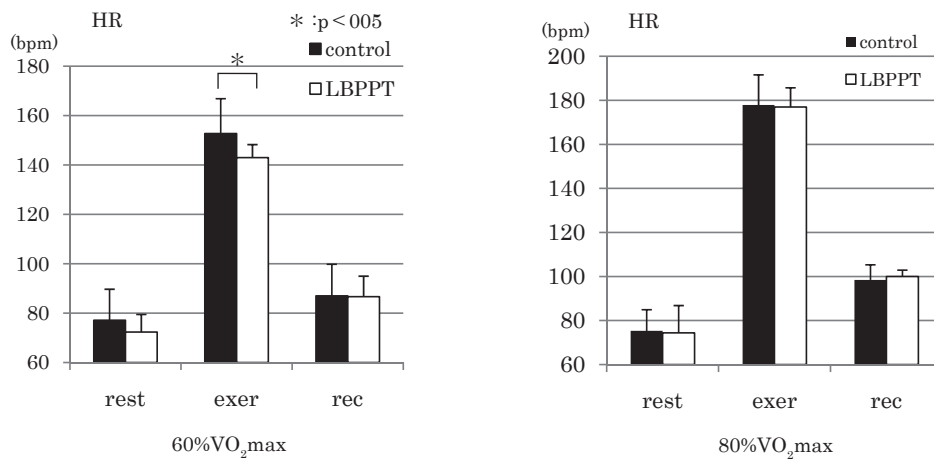 HR
* :p<005
(bpm)
control
LBPPT
180
160
140
120
100
80
60
*
rest exer rec
60%VO₂max
HR
(bpm)
control
LBPPT
200
180
160
140
120
100
80
60
rest exer rec
80%VO₂max